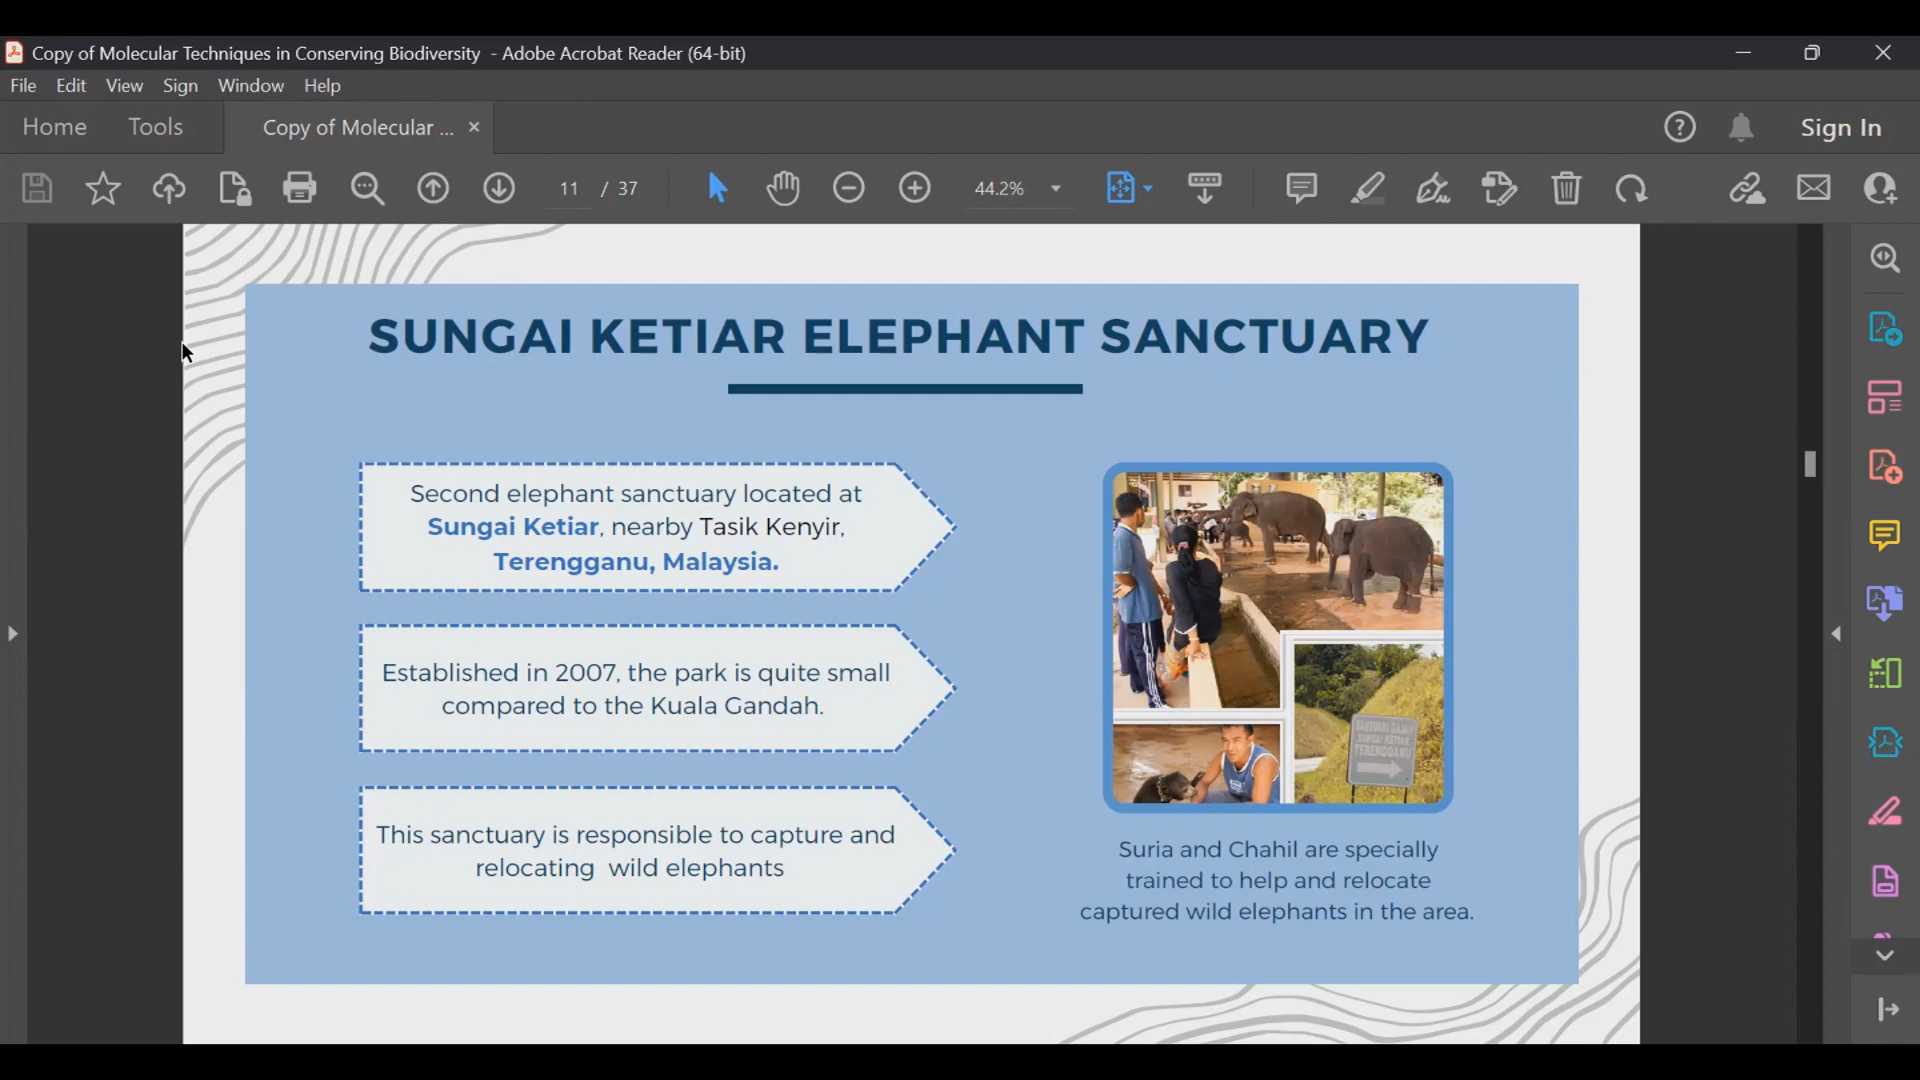 Copy of Molecular Techniques in Conserving Biodiversity - Adobe Acrobat Reader (64-bit)
File Edit View Sign Window Help
Home Tools Copy of Molecular ... × Sign In
11 / 37 44.2%
SUNGAI KETIAR ELEPHANT SANCTUARY
Second elephant sanctuary located at
Sungai Ketiar, nearby Tasik Kenyir,
Terengganu, Malaysia.
Established in 2007, the park is quite small
compared to the Kuala Gandah.
This sanctuary is responsible to capture and
relocating wild elephants
SUNGAI KETIAR
TERENGGANU
Suria and Chahil are specially
trained to help and relocate
captured wild elephants in the area.